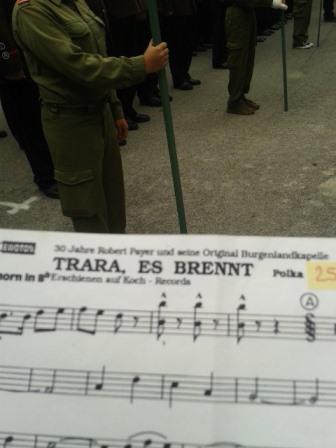 30 Jahre Robert Payer und seine Original Burgenlandkapelle
TRARA, ES BRENNT
Polka
25
horn in B
Erschienen auf Koch - Records
A